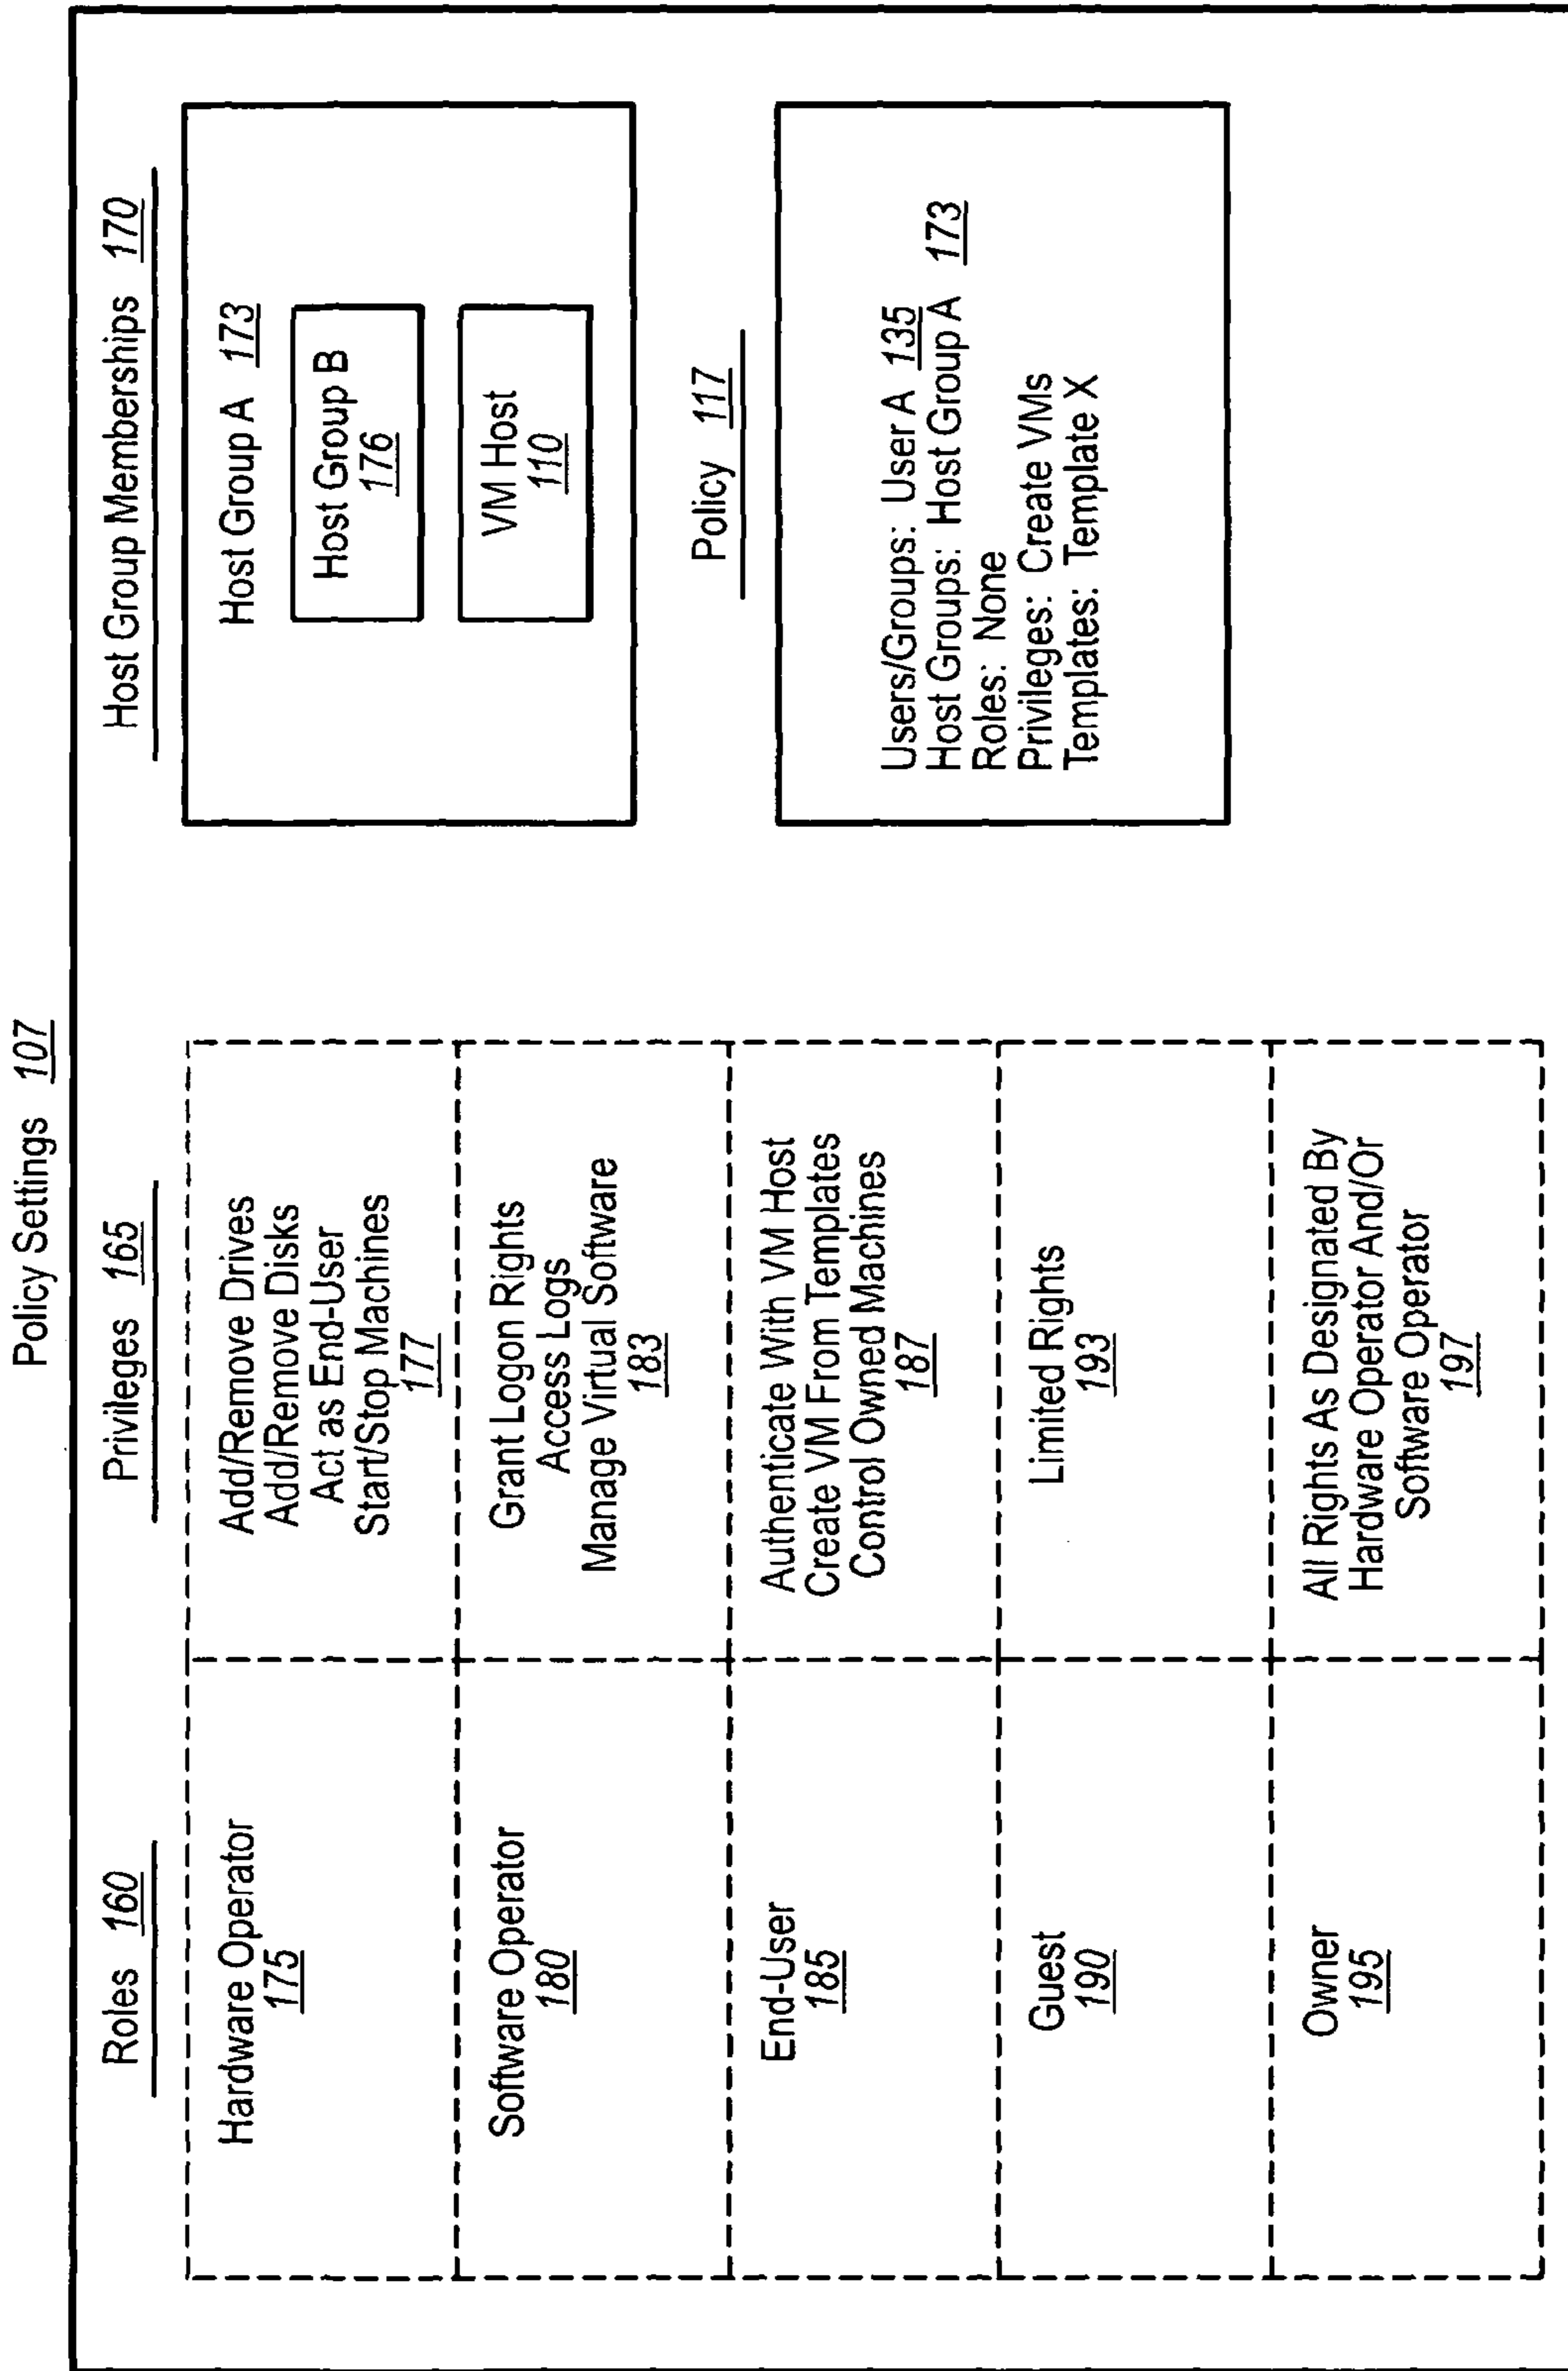 Policy Settings 107
Roles 160
Privileges 165
Hardware Operator
175
Add/Remove Drives
Add/Remove Disks
Act as End-User
Start/Stop Machines
177
Software Operator
180
Grant Logon Rights
Access Logs
Manage Virtual Software
183
End-User
185
Authenticate With VM Host
Create VM From Templates
Control Owned Machines
187
Guest
190
Limited Rights
193
Owner
195
All Rights As Designated By
Hardware Operator And/Or
Software Operator
197
Host Group Memberships 170
Host Group A 173
Host Group B
176
VM Host
110
Policy 117
Users/Groups: User A 135
Host Groups: Host Group A 173
Roles: None
Privileges: Create VMs
Templates: Template X